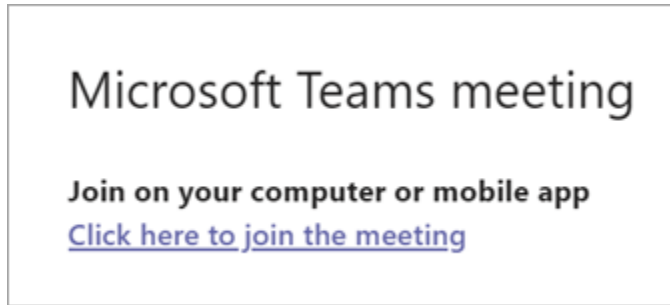 Microsoft Teams meeting
Join on your computer or mobile app
Click here to join the meeting